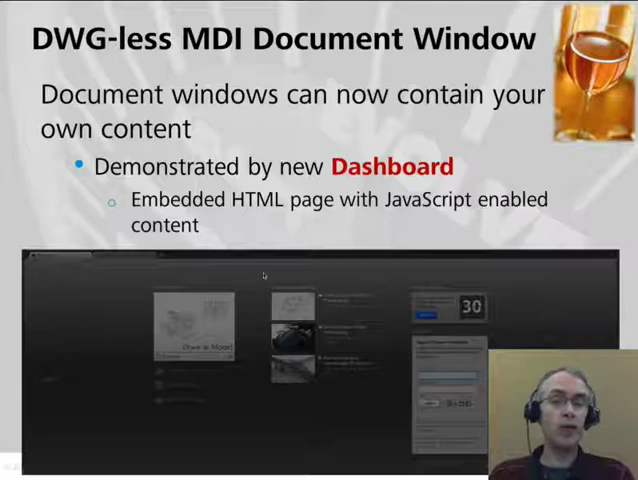 DWG-less MDI Document Window
Document windows can now contain your
own content
• Demonstrated by new Dashboard
o Embedded HTML page with JavaScript enabled
content
30